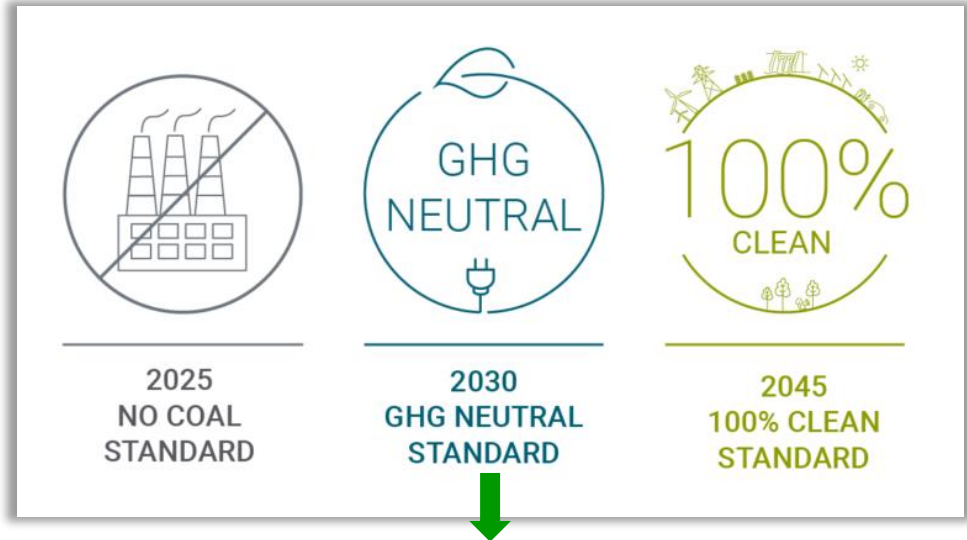 GHG
NEUTRAL
100%
CLEAN
2025
NO COAL
STANDARD
2030
GHG NEUTRAL
STANDARD
2045
100% CLEAN
STANDARD